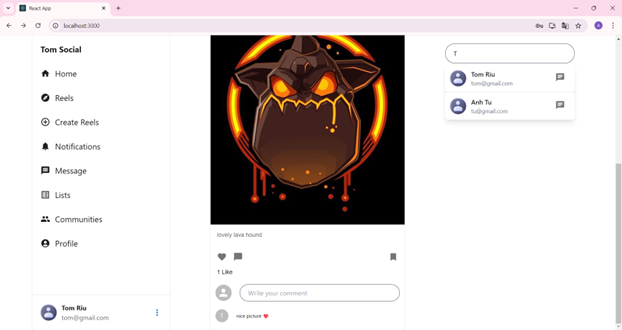 React App
localhost:3000
A
Tom Social
Home
Reels
Create Reels
Notifications
Message
Lists
Communities
Profile
Tom Riu
tom@gmail.com
lovely lava hound
1 Like
Write your comment
T
nice picture ❤️
T
Tom Riu
tom@gmail.com
Anh Tu
tu@gmail.com